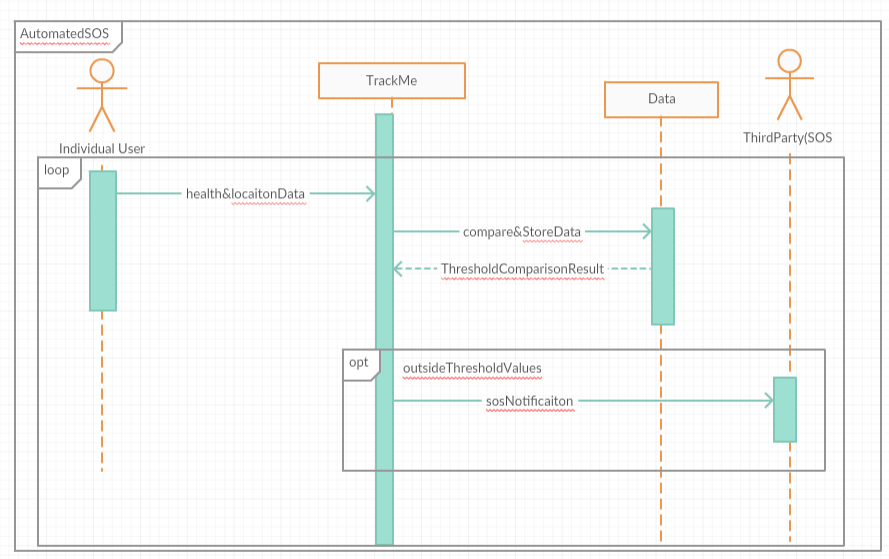 AutomatedSOS
TrackMe
Data
Individual User
ThirdParty(SOS
loop
health&locaitonData
compare&StoreData
ThresholdComparisonResult
opt
outsideThresholdValues
sosNotificaiton